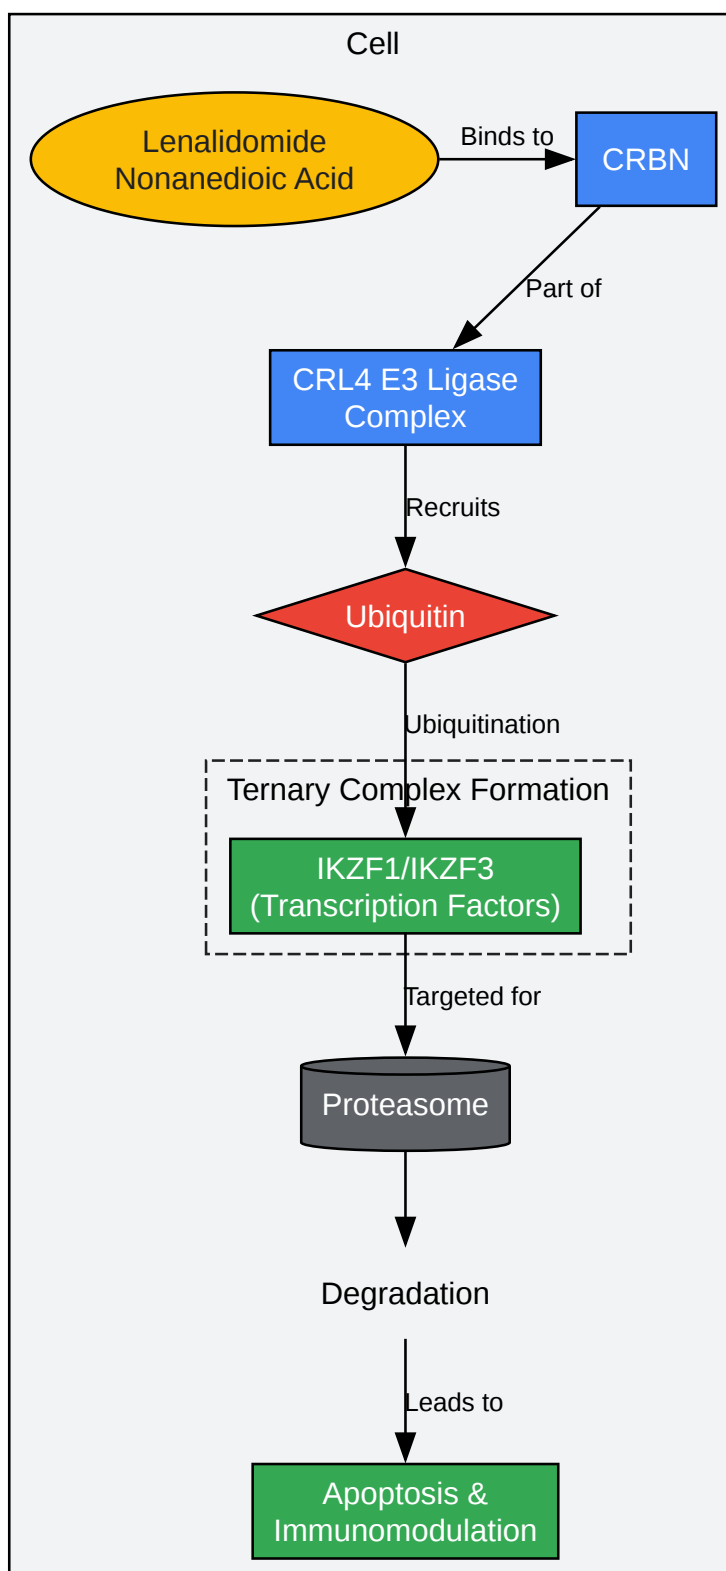 Cell
Lenalidomide
Nonanedioic Acid
Binds to
CRBN
Part of
CRL4 E3 Ligase
Complex
Recruits
Ubiquitin
Ubiquitination
Ternary Complex Formation
IKZF1/IKZF3
(Transcription Factors)
Targeted for
Proteasome
Degradation
Leads to
Apoptosis &
Immunomodulation